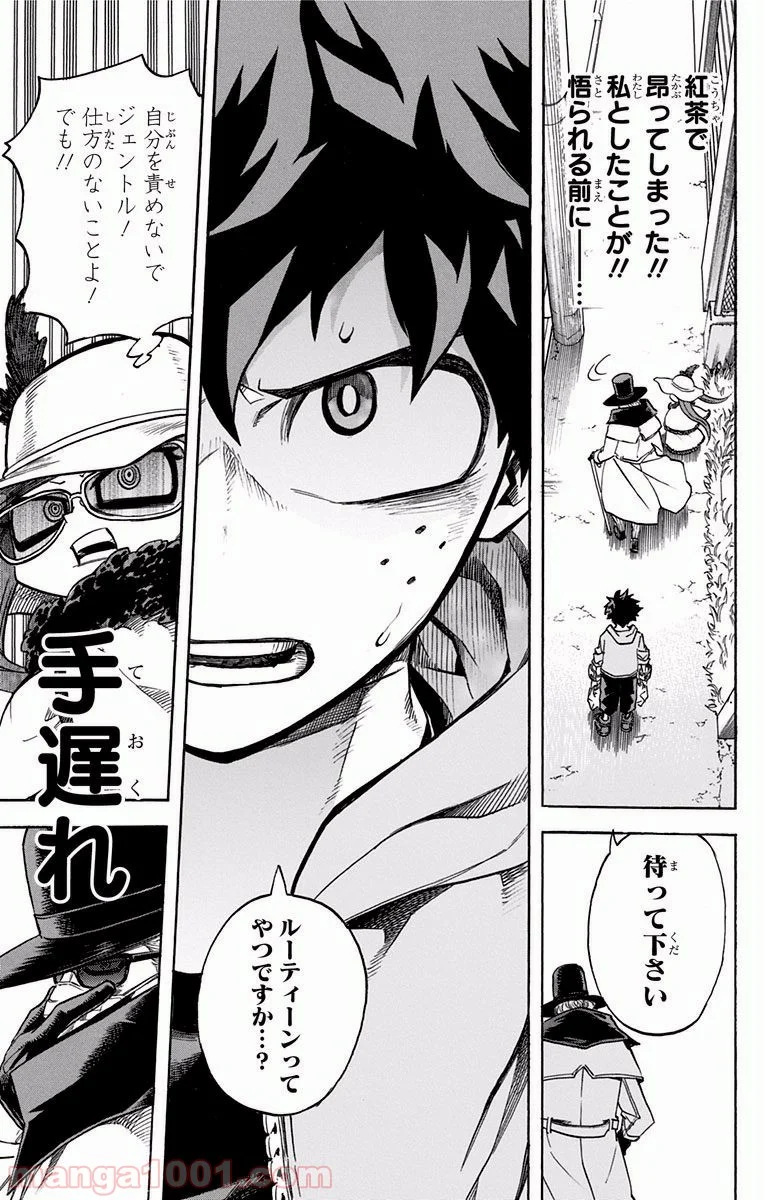 紅茶で
昂ってしまった!!
私としたことが!!
悟られる前に――…
待って下さい
ルーティーンって
やつですか…?
自分を責めないで
ジェントル!
仕方のないことよ!
でも!!
手遅れ
manga1001.com